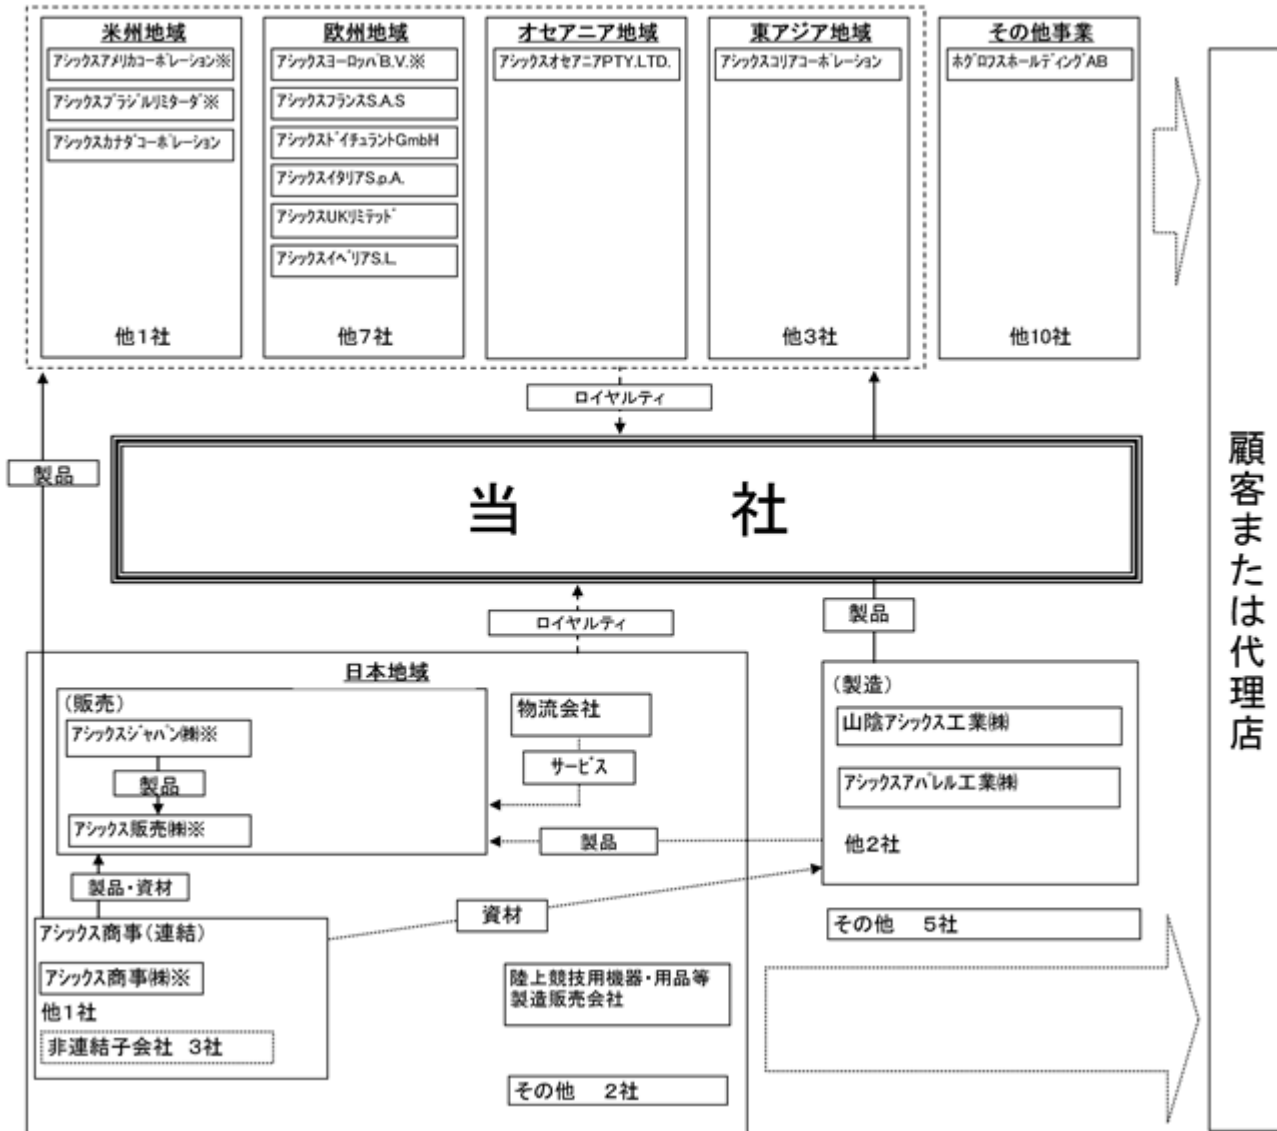 米州地域
ｱｼｯｸｽｱﾒﾘｶｺｰﾎﾟﾚｰｼｮﾝ※
ｱｼｯｸｽﾌﾞﾗｼﾞﾙﾘﾐﾀｰﾀﾞ※
ｱｼｯｸｽｶﾅﾀﾞｺｰﾎﾟﾚｰｼｮﾝ
他1社
欧州地域
ｱｼｯｸｽﾖｰﾛｯﾊﾟB.V.※
ｱｼｯｸｽﾌﾗﾝｽS.A.S
ｱｼｯｸｽﾄﾞｲﾁｭﾗﾝﾄGmbH
ｱｼｯｸｽｲﾀﾘｱS.p.A.
ｱｼｯｸｽUKﾘﾐﾃｯﾄﾞ
ｱｼｯｸｽｲﾍﾞﾘｱS.L.
他7社
オセアニア地域
ｱｼｯｸｽｵｾｱﾆｱPTY.LTD.
東アジア地域
ｱｼｯｸｽｺﾘｱｺｰﾎﾟﾚｰｼｮﾝ
他3社
その他事業
ﾎｸﾞﾛﾌｽﾎｰﾙﾃﾞｨﾝｸﾞAB
他10社
ロイヤルティ
製品
当 社
顧客または代理店
ロイヤルティ
製品
日本地域
(販売)
ｱｼｯｸｽｼﾞｬﾊﾟﾝ㈱※
製品
ｱｼｯｸｽ販売㈱※
物流会社
サービス
製品
(製造)
山陰ｱｼｯｸｽ工業㈱
ｱｼｯｸｽｱﾊﾟﾚﾙ工業㈱
他2社
製品・資材
資材
ｱｼｯｸｽ商事(連結)
ｱｼｯｸｽ商事㈱※
他1社
非連結子会社 3社
その他 5社
陸上競技用機器・用品等
製造販売会社
その他 2社